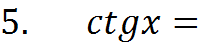 5. ctgx =